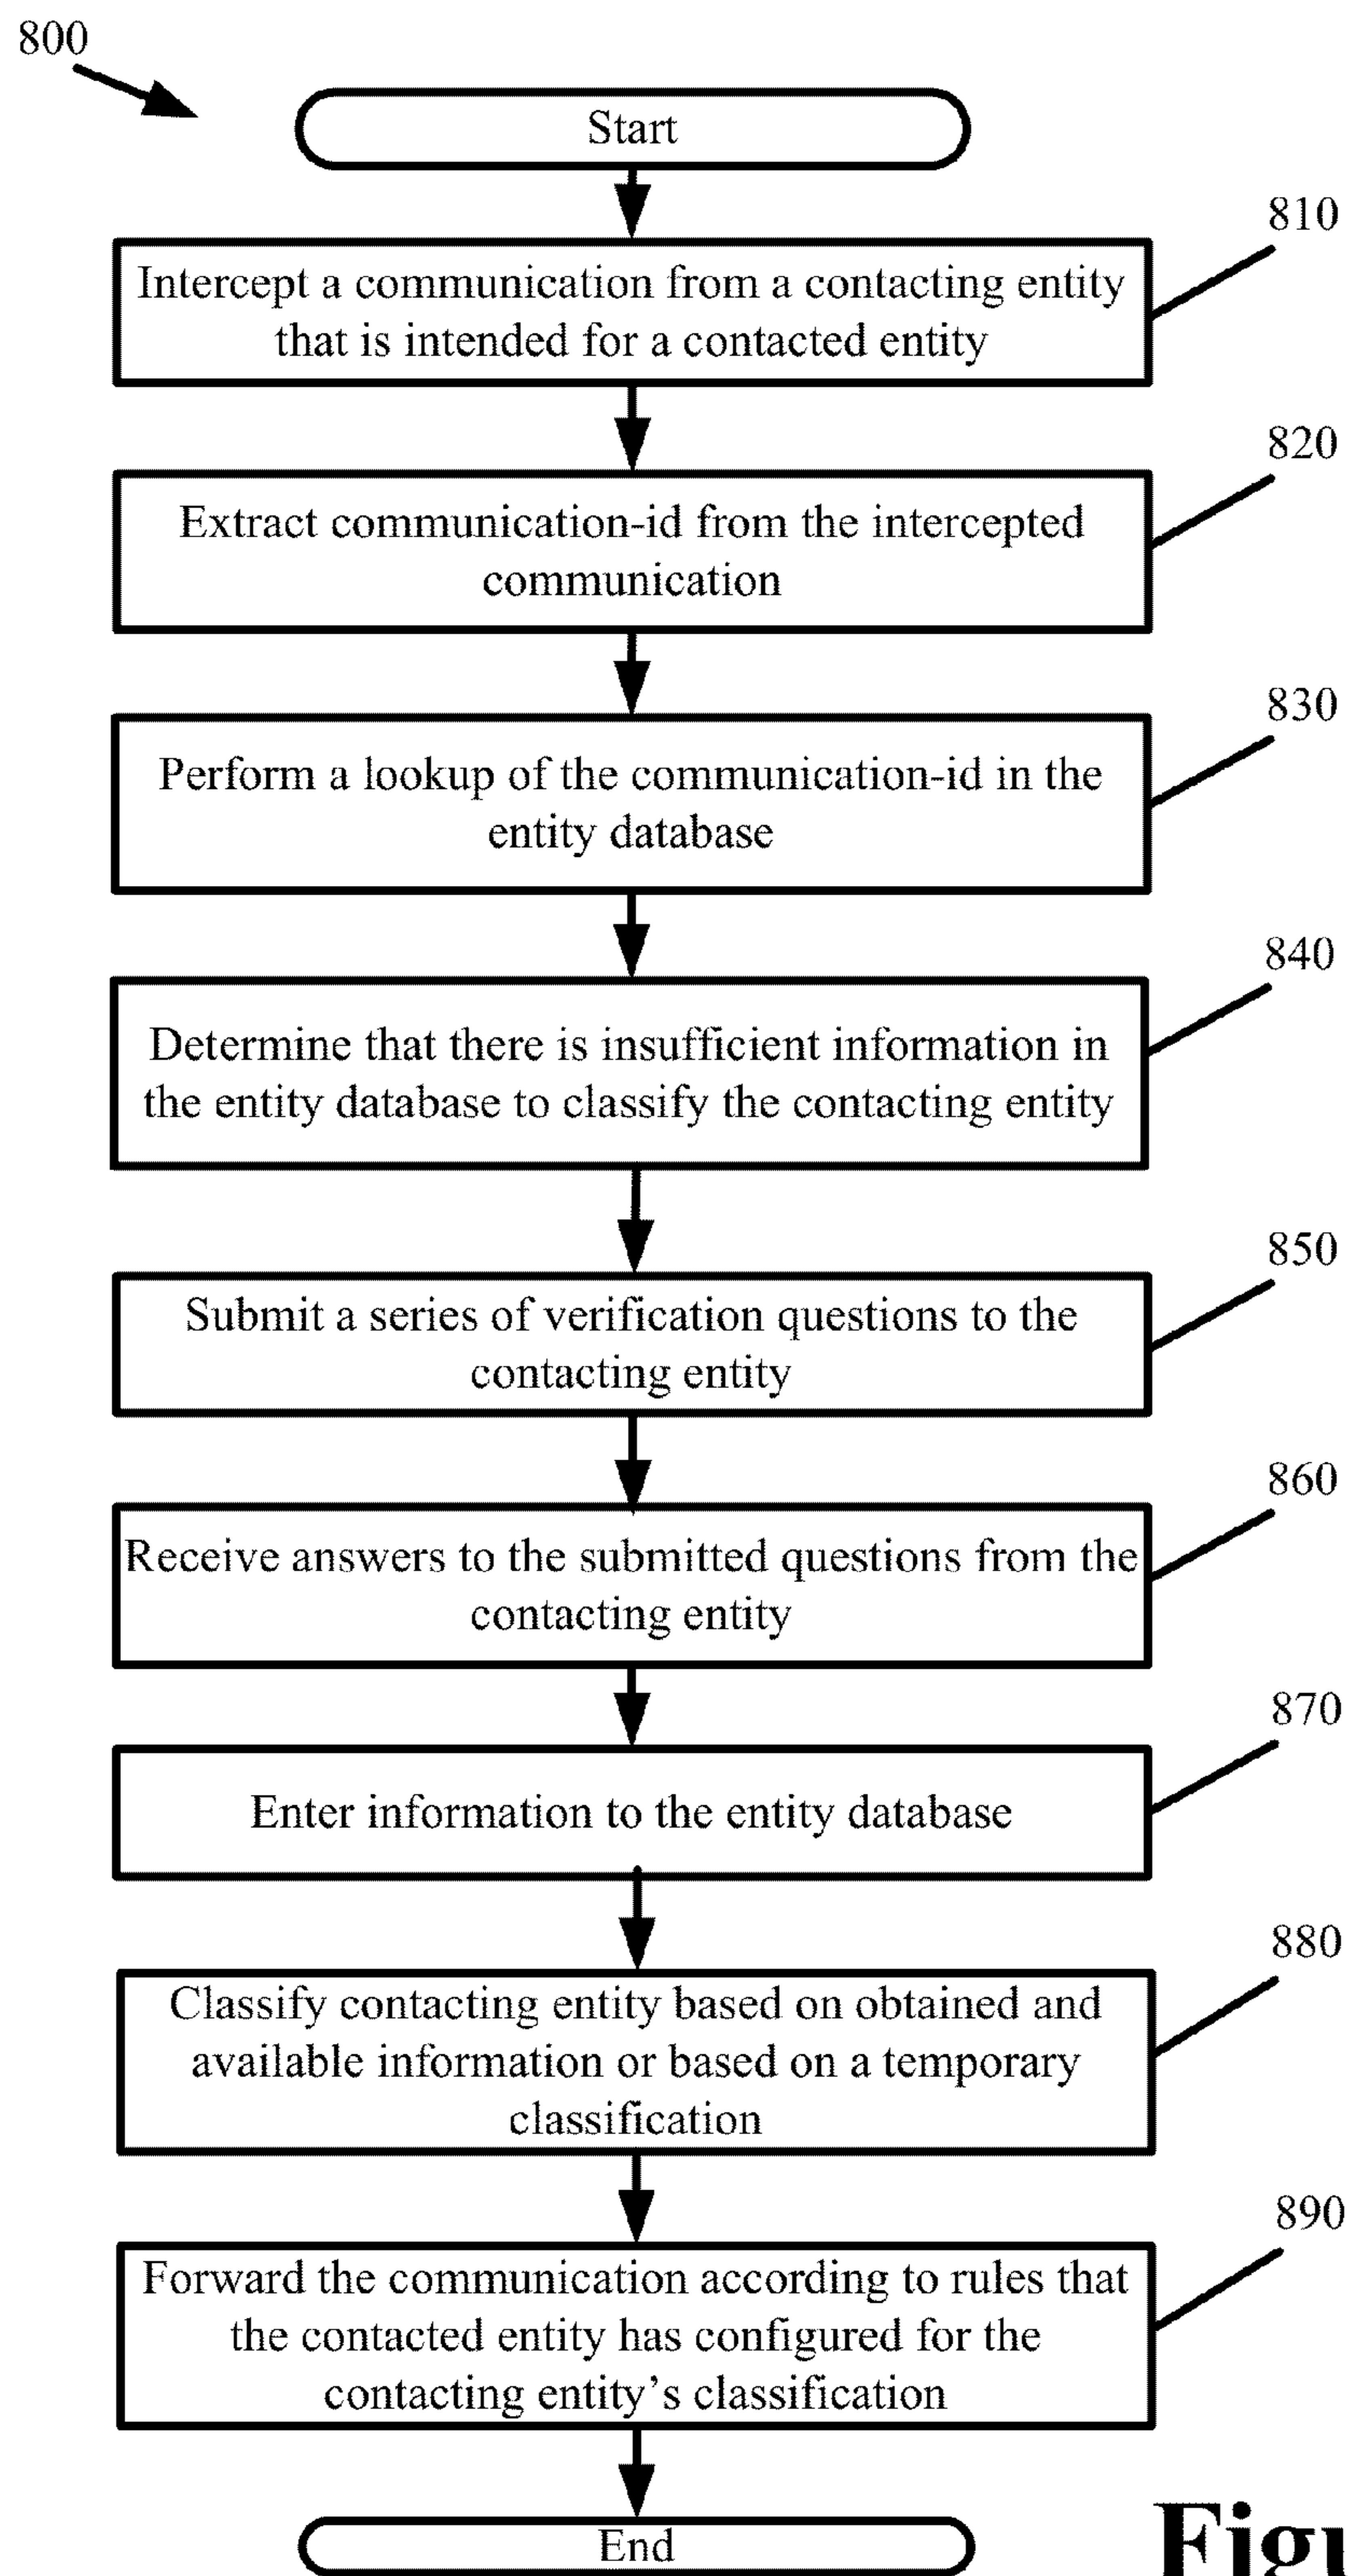 800
Start
810
Intercept a communication from a contacting entity
that is intended for a contacted entity
820
Extract communication-id from the intercepted
communication
830
Perform a lookup of the communication-id in the
entity database
840
Determine that there is insufficient information in
the entity database to classify the contacting entity
850
Submit a series of verification questions to the
contacting entity
860
Receive answers to the submitted questions from the
contacting entity
870
Enter information to the entity database
880
Classify contacting entity based on obtained and
available information or based on a temporary
classification
890
Forward the communication according to rules that
the contacted entity has configured for the
contacting entity’s classification
End